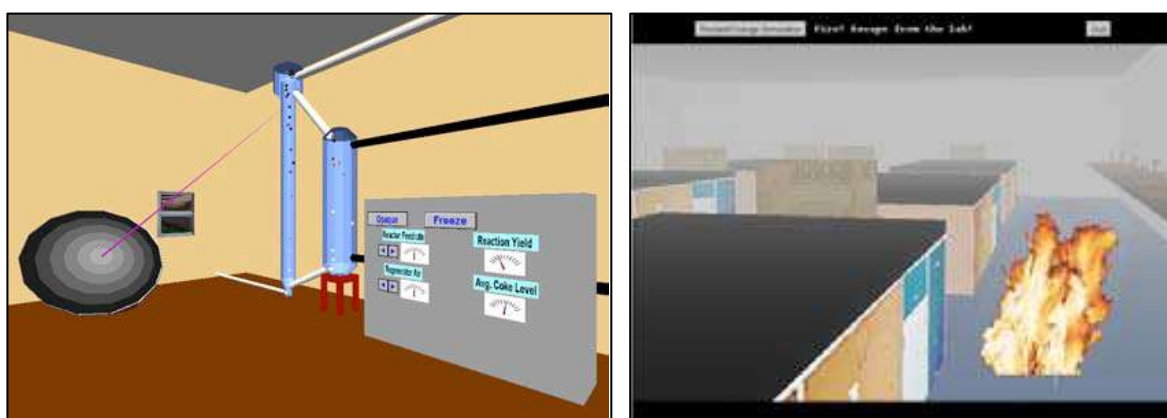 Opaque
Freeze
Reactor Feedrate
Reaction Yield
Regenerator Air
Avg. Coke Level
Fire! Escape from the lab!
Quit